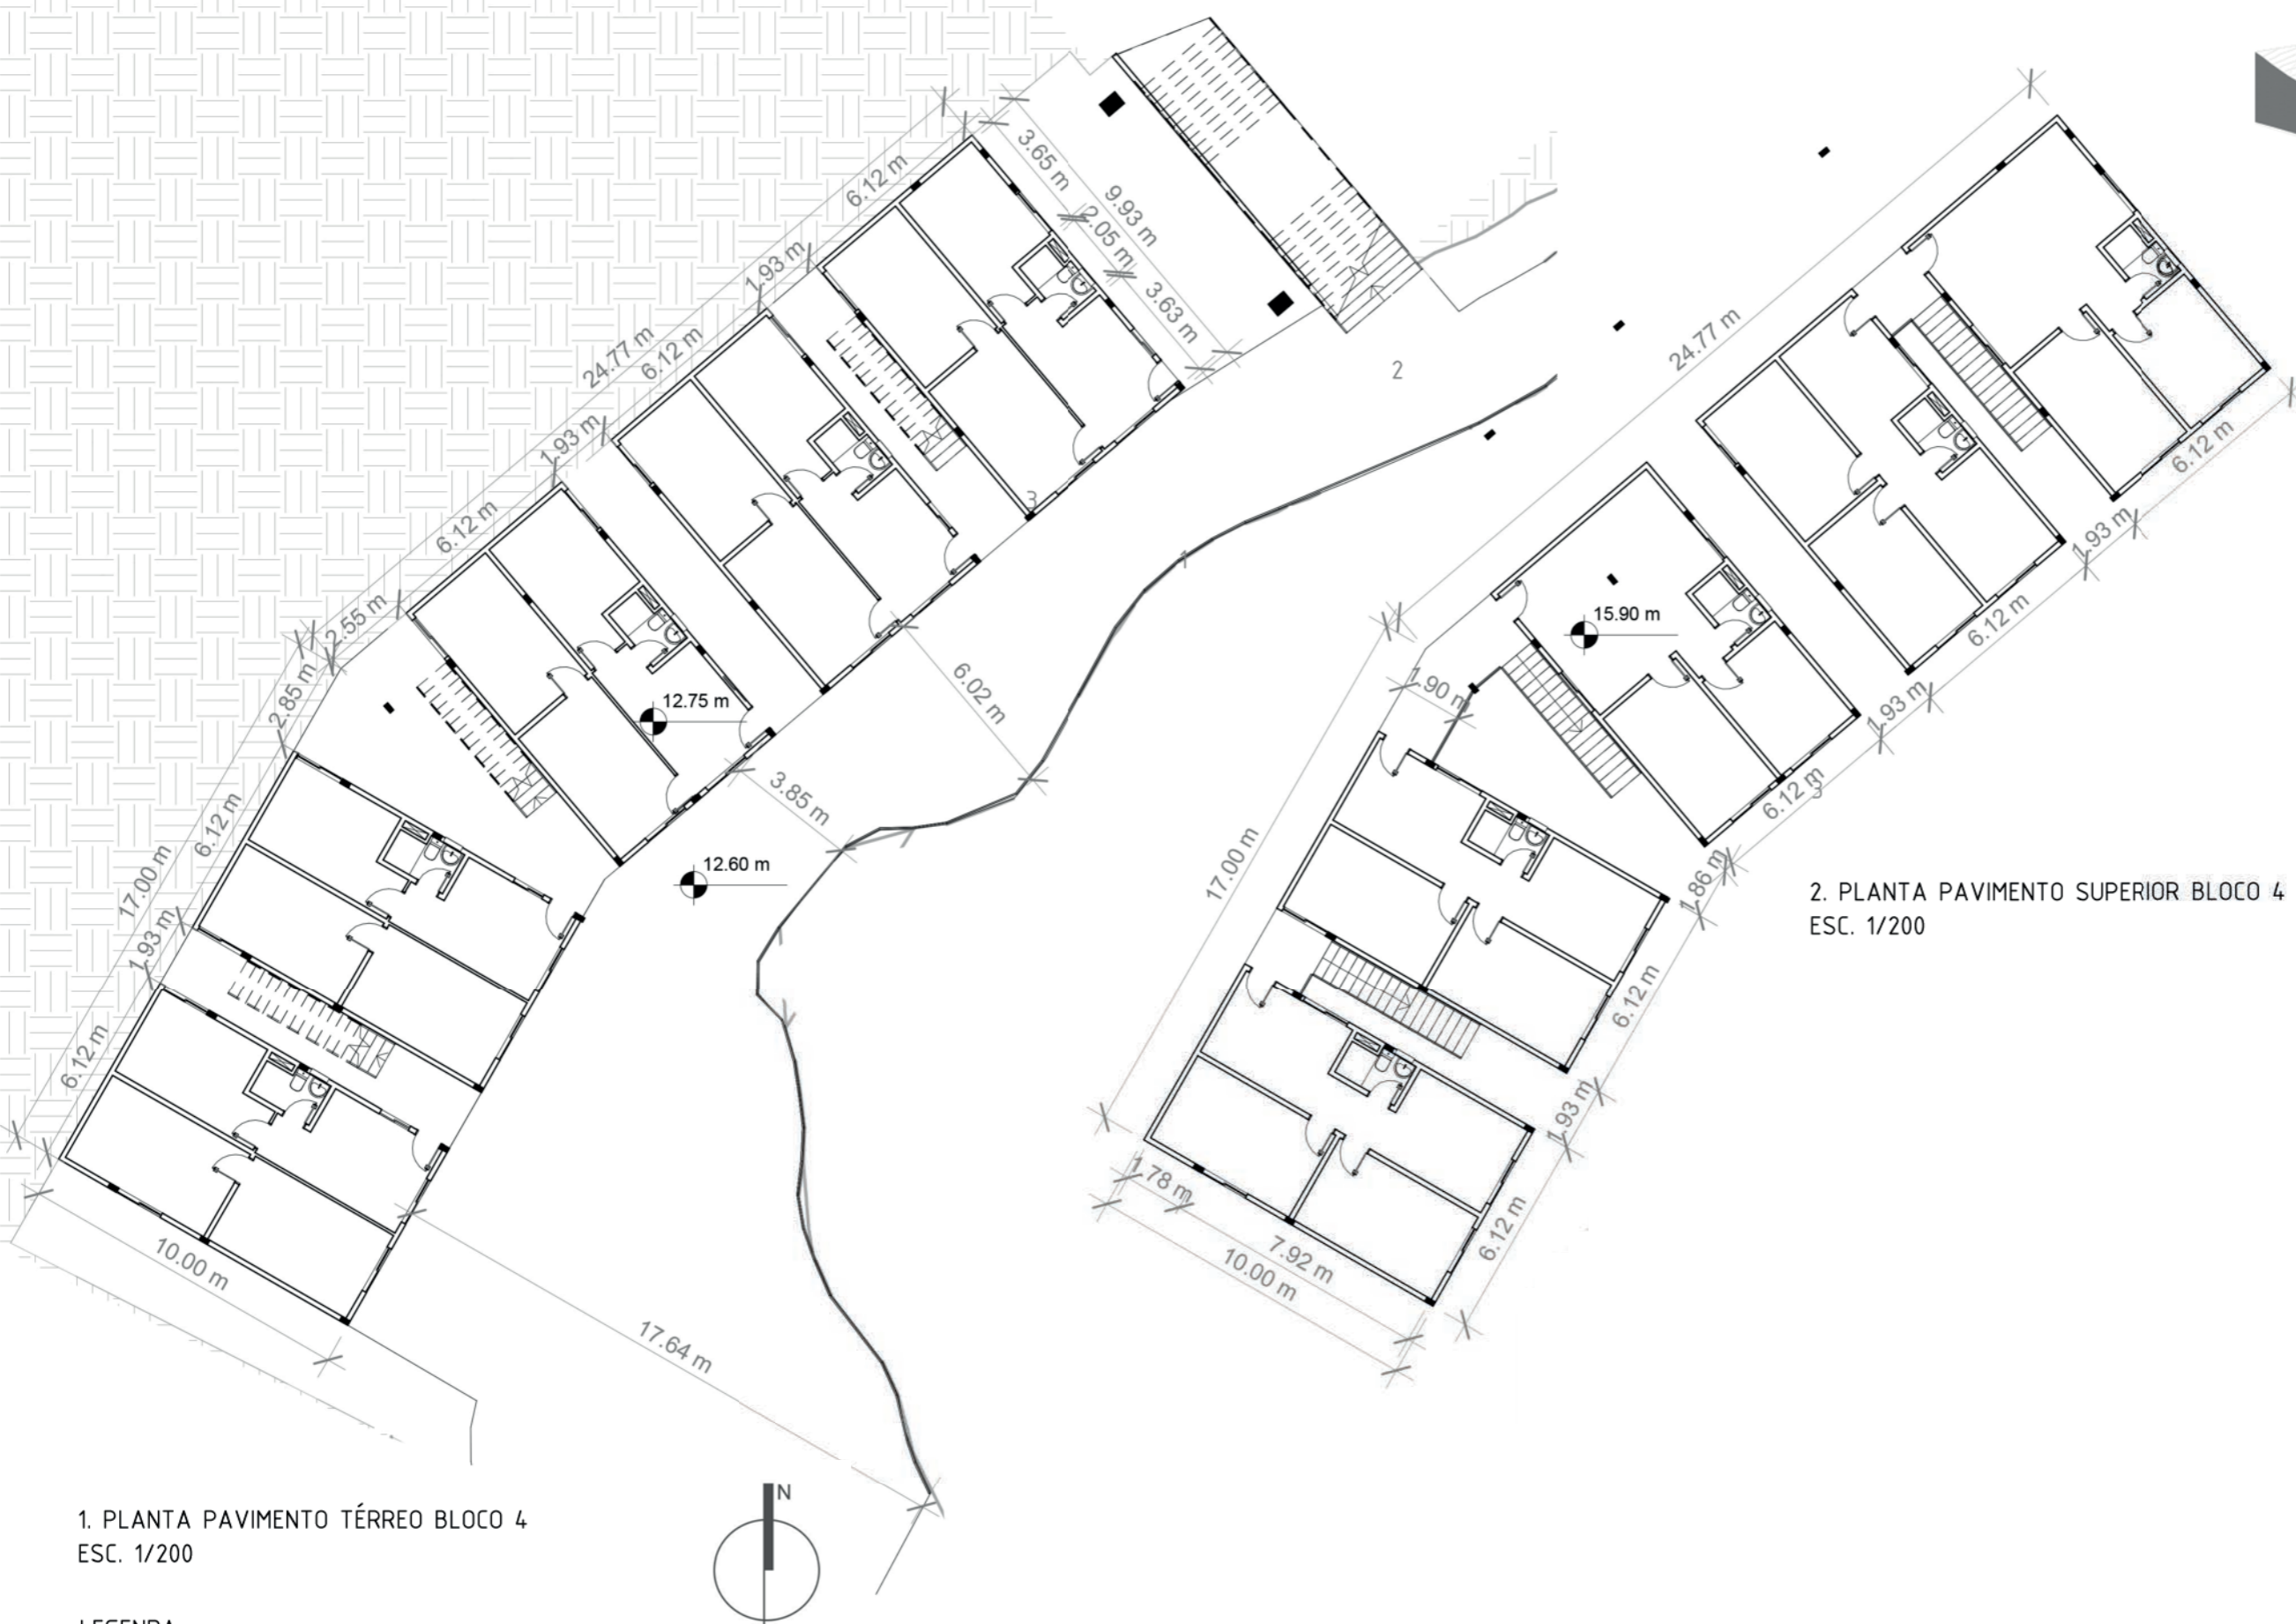 3.65 m
9.93 m
6.12 m
2.05 m
1.93 m
3.63 m
24.77 m
6.12 m
2
1.93 m
3
6.12 m
1
2.55 m
6.02 m
2.85 m
12.75 m
3.85 m
6.12 m
12.60 m
17.00 m
1.93 m
6.12 m
10.00 m
17.64 m
1. PLANTA PAVIMENTO TÉRREO BLOCO 4
ESC. 1/200
N
24.77 m
6.12 m
1.93 m
15.90 m
6.12 m
1.90 m
1.93 m
6.12 m
3
17.00 m
1.86 m
6.12 m
1.93 m
1.78 m
6.12 m
7.92 m
10.00 m
2. PLANTA PAVIMENTO SUPERIOR BLOCO 4
ESC. 1/200